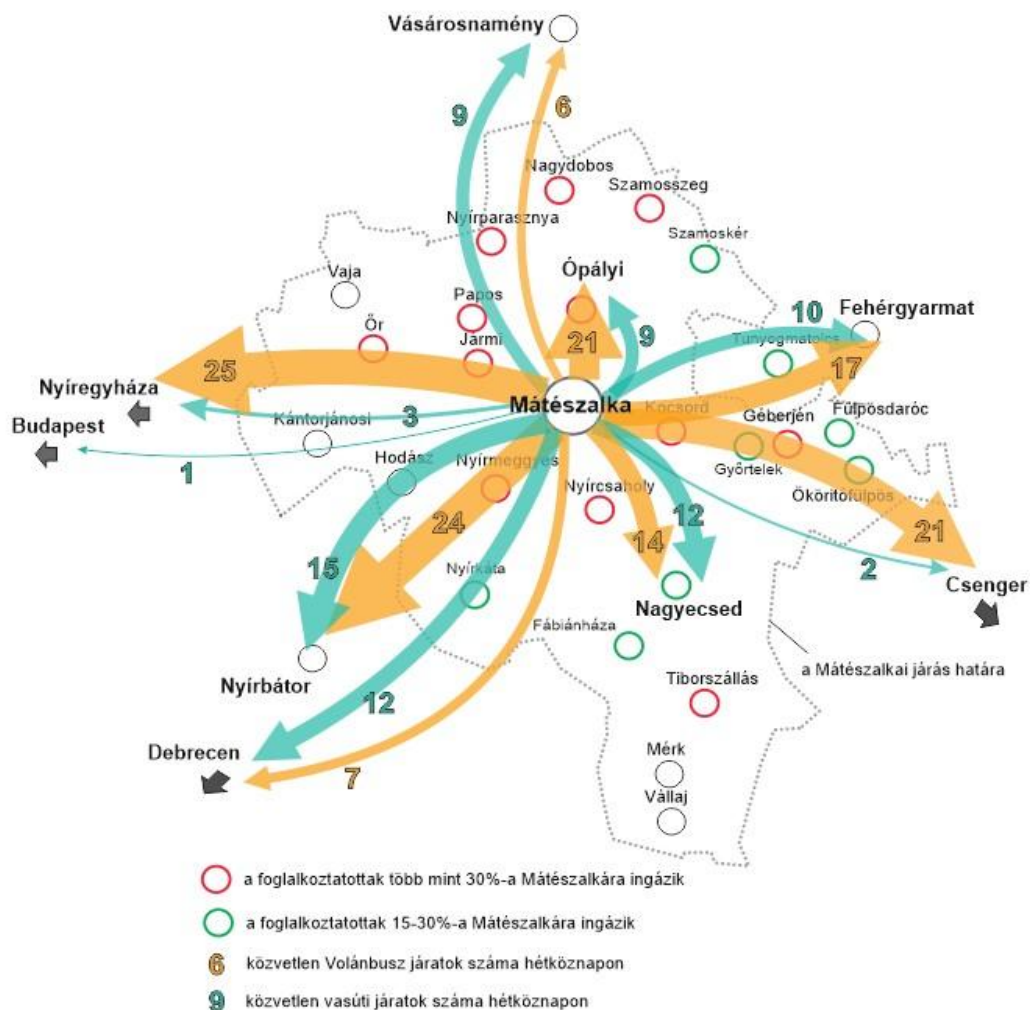 Vásárosnamény
9
6
Nagydobos
Szamosszeg
Nyírparasznya
Szamoskér
Vaja
Ópályi
Papos
Őr
Jármi
21
9
10
Fehérgyarmat
Tunyogmatolcs
17
25
Nyíregyháza
Budapest
3
1
Mátészalka
Kántorjánosi
Kocsord
Géberjén
Fülpösdaróc
Győrtelek
Ököritófülpös
Hodász
Nyírmeggyes
Nyírcsaholy
24
15
14
12
21
2
Csenger
Nyírkáta
Nagyecsed
Fábiánháza
a Mátészalkai járás határa
Nyírbátor
Tiborszállás
12
Debrecen
7
Mérk
Vállaj
a foglalkoztatottak több mint 30%-a Mátészalkára ingázik
a foglalkoztatottak 15-30%-a Mátészalkára ingázik
6 közvetlen Volánbusz járatok száma hétköznapon
9 közvetlen vasúti járatok száma hétköznapon